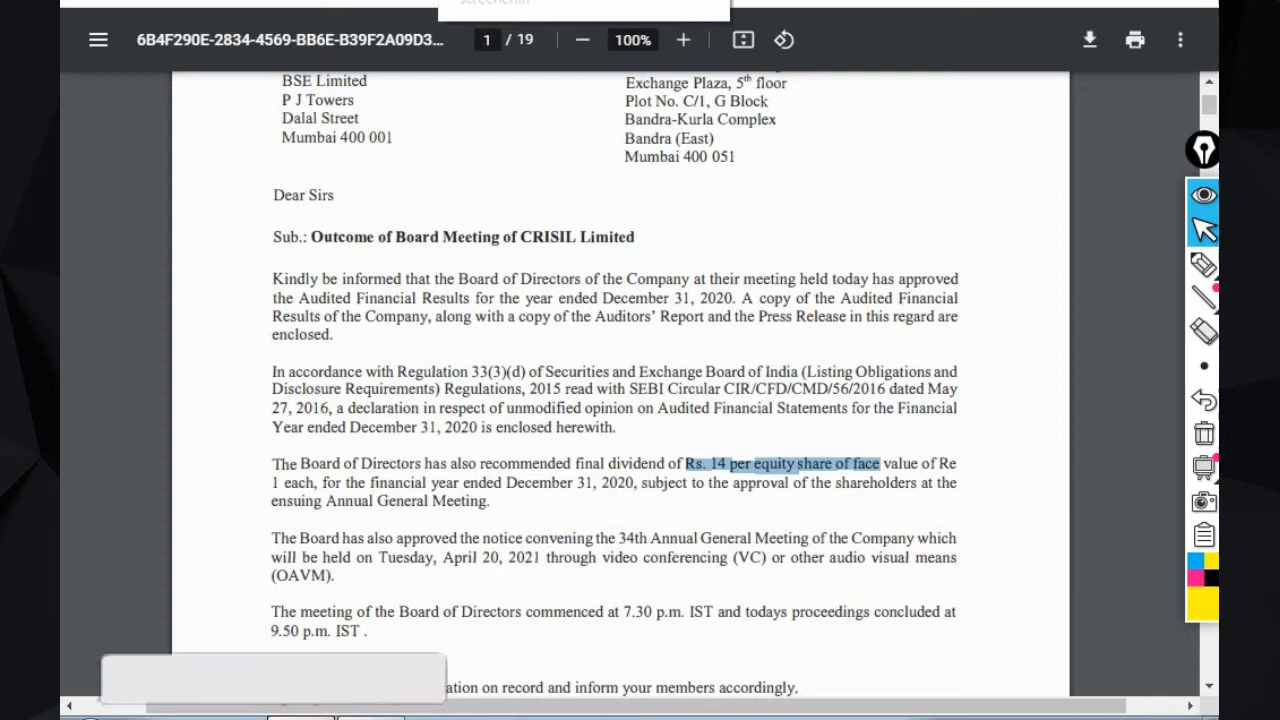 6B4F290E-2834-4569-BB6E-B39F2A09D3...
1 / 19
100%
BSE Limited
P J Towers
Dalal Street
Mumbai 400 001
Exchange Plaza, 5th floor
Plot No. C/1, G Block
Bandra-Kurla Complex
Bandra (East)
Mumbai 400 051
Dear Sirs
Sub.: Outcome of Board Meeting of CRISIL Limited
Kindly be informed that the Board of Directors of the Company at their meeting held today has approved
the Audited Financial Results for the year ended December 31, 2020. A copy of the Audited Financial
Results of the Company, along with a copy of the Auditors' Report and the Press Release in this regard are
enclosed.
In accordance with Regulation 33(3)(d) of Securities and Exchange Board of India (Listing Obligations and
Disclosure Requirements) Regulations, 2015 read with SEBI Circular CIR/CFD/CMD/56/2016 dated May
27, 2016, a declaration in respect of unmodified opinion on Audited Financial Statements for the Financial
Year ended December 31, 2020 is enclosed herewith.
The Board of Directors has also recommended final dividend of Rs. 14 per equity share of face value of Re
1 each, for the financial year ended December 31, 2020, subject to the approval of the shareholders at the
ensuing Annual General Meeting.
The Board has also approved the notice convening the 34th Annual General Meeting of the Company which
will be held on Tuesday, April 20, 2021 through video conferencing (VC) or other audio visual means
(OAVM).
The meeting of the Board of Directors commenced at 7.30 p.m. IST and todays proceedings concluded at
9.50 p.m. IST .
ation on record and inform your members accordingly.